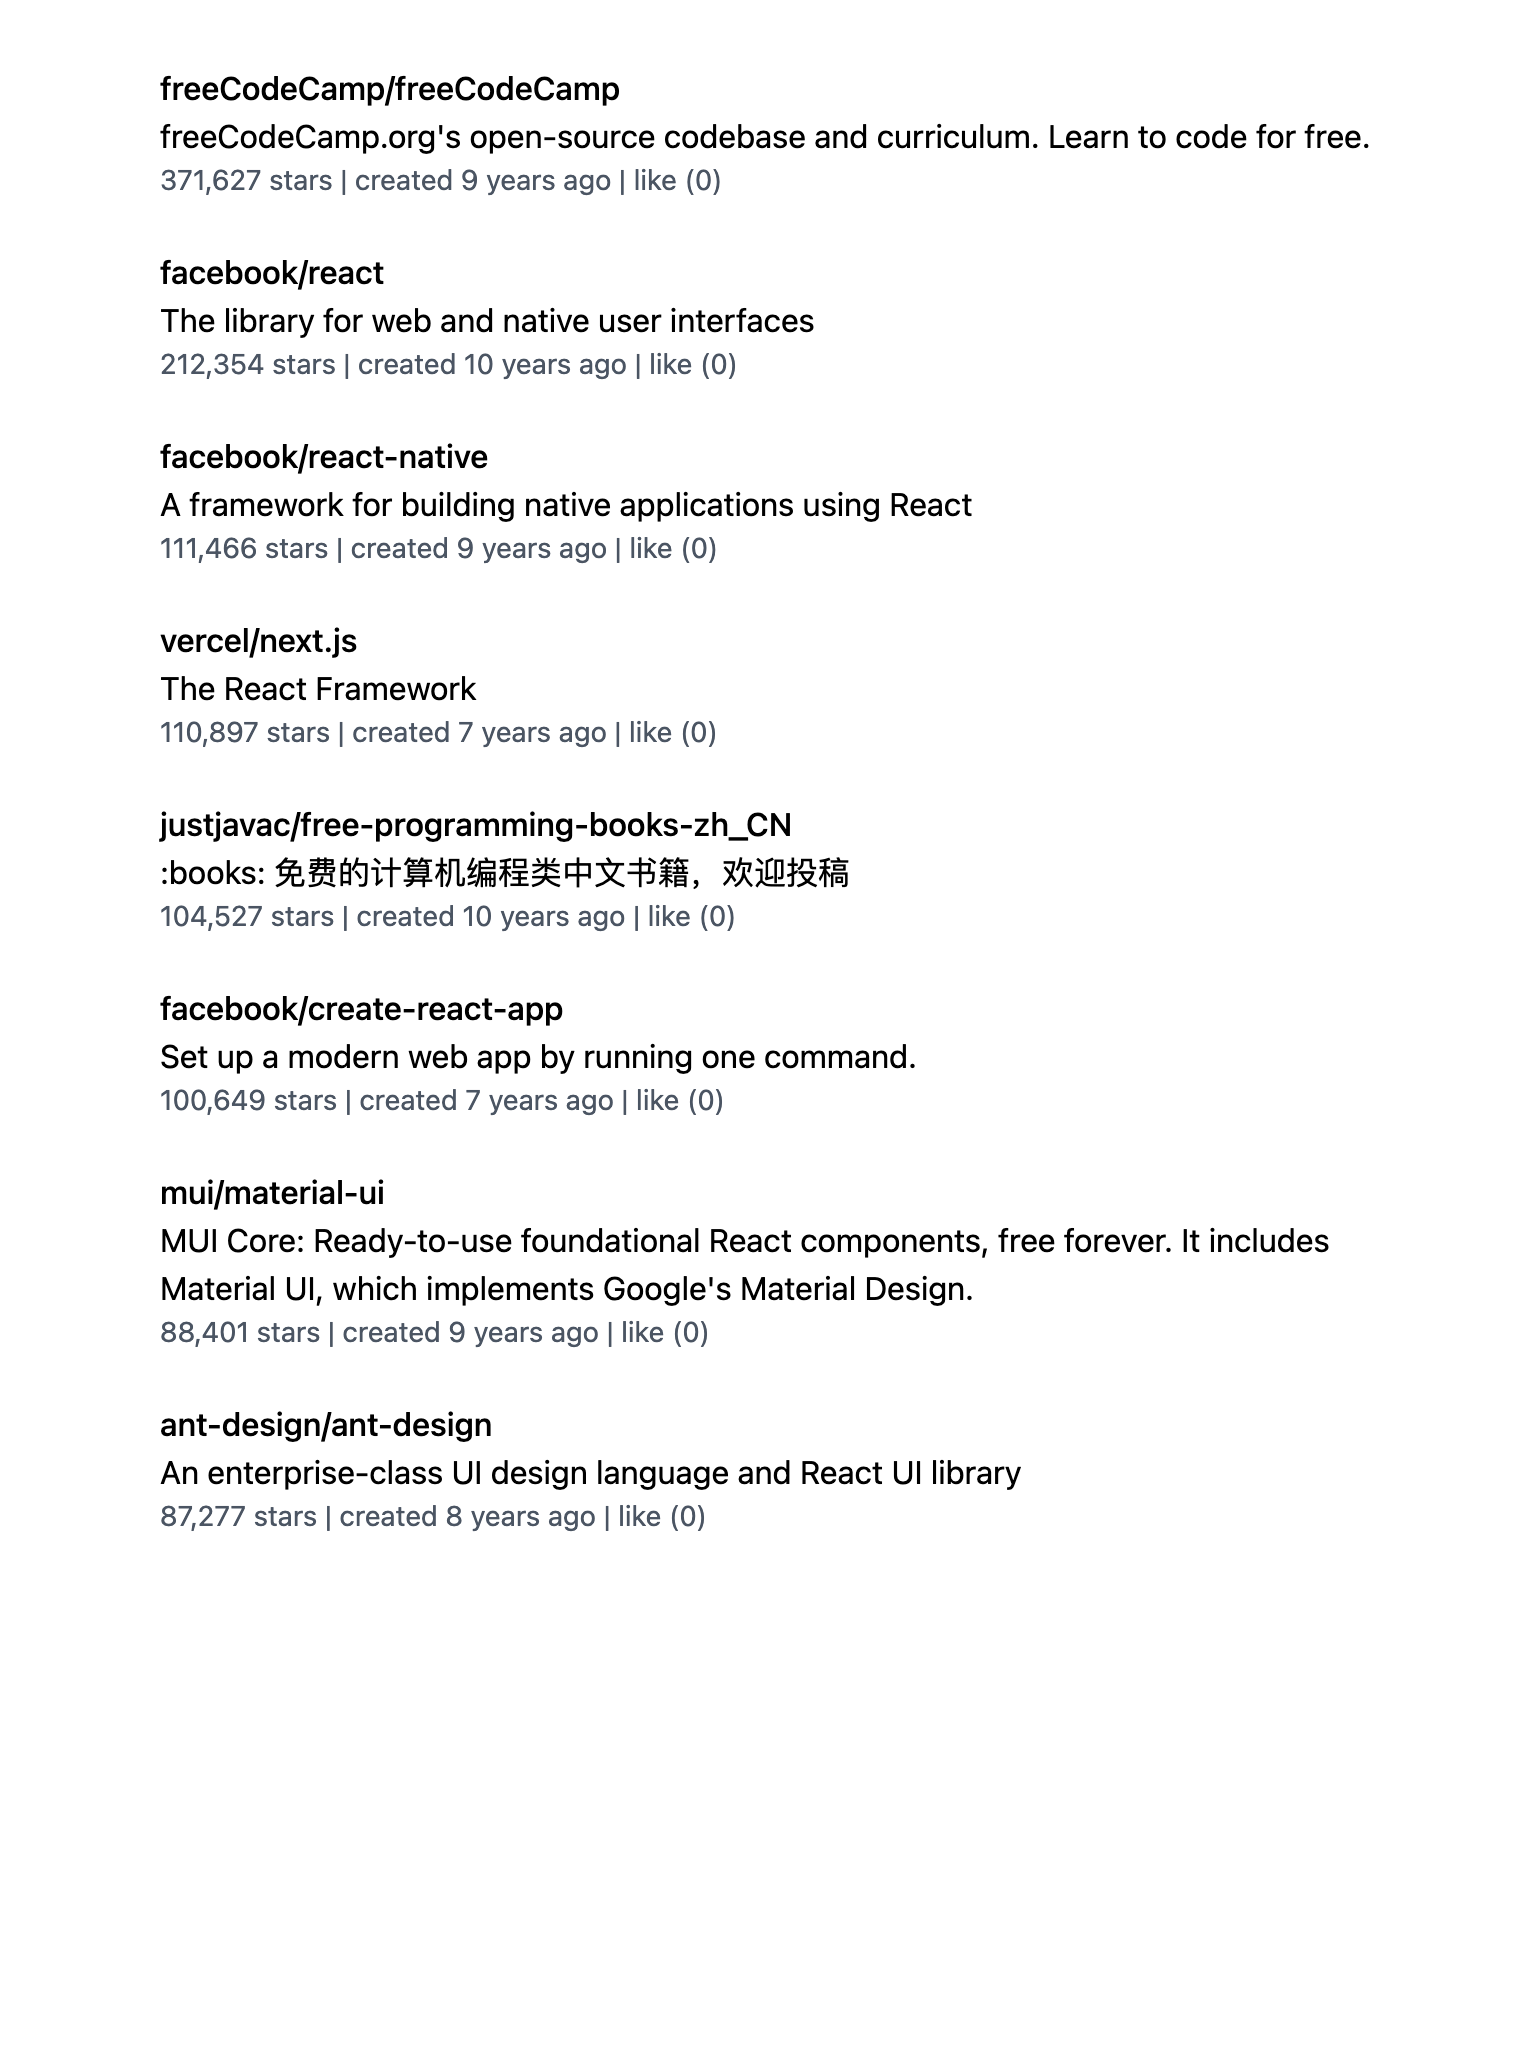 freeCodeCamp/freeCodeCamp
freeCodeCamp.org's open-source codebase and curriculum. Learn to code for free.
371,627 stars | created 9 years ago | like (0)
facebook/react
The library for web and native user interfaces
212,354 stars | created 10 years ago | like (0)
facebook/react-native
A framework for building native applications using React
111,466 stars | created 9 years ago | like (0)
vercel/next.js
The React Framework
110,897 stars | created 7 years ago | like (0)
justjavac/free-programming-books-zh_CN
:books: 免费的计算机编程类中文书籍，欢迎投稿
104,527 stars | created 10 years ago | like (0)
facebook/create-react-app
Set up a modern web app by running one command.
100,649 stars | created 7 years ago | like (0)
mui/material-ui
MUI Core: Ready-to-use foundational React components, free forever. It includes
Material UI, which implements Google's Material Design.
88,401 stars | created 9 years ago | like (0)
ant-design/ant-design
An enterprise-class UI design language and React UI library
87,277 stars | created 8 years ago | like (0)